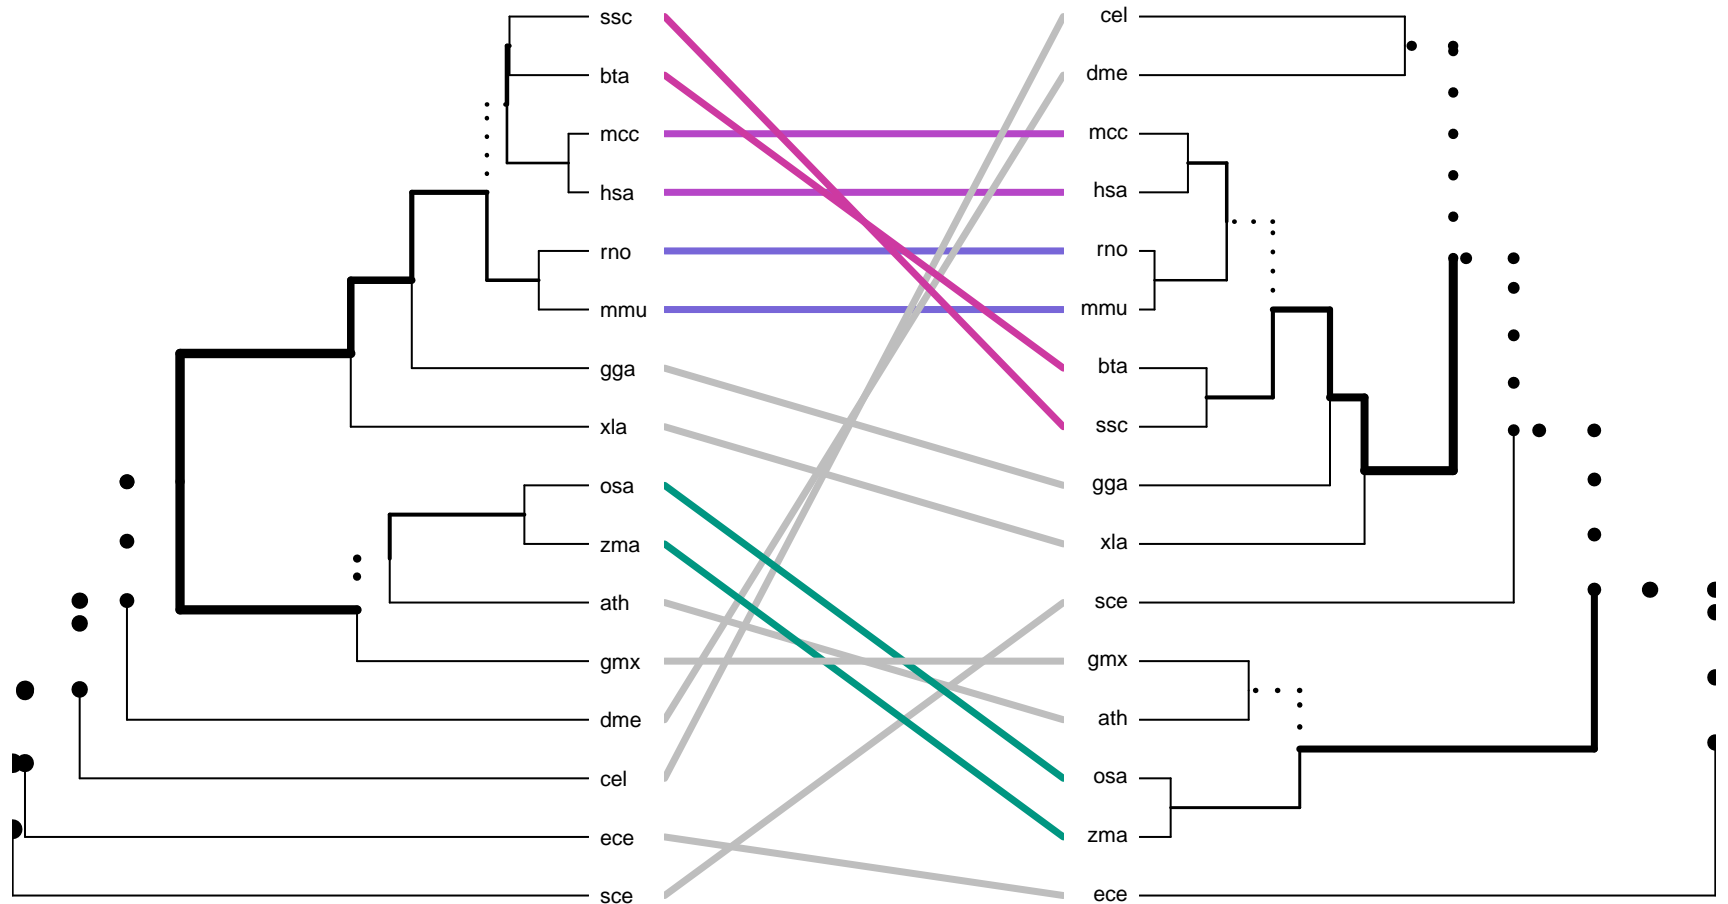 ssc cel
bta dme
mcc mcc
hsa hsa
rno rno
mmu mmu
gga bta
xla ssc
osa gga
zma xla
ath sce
gmx gmx
dme ath
cel osa
ece zma
sce ece